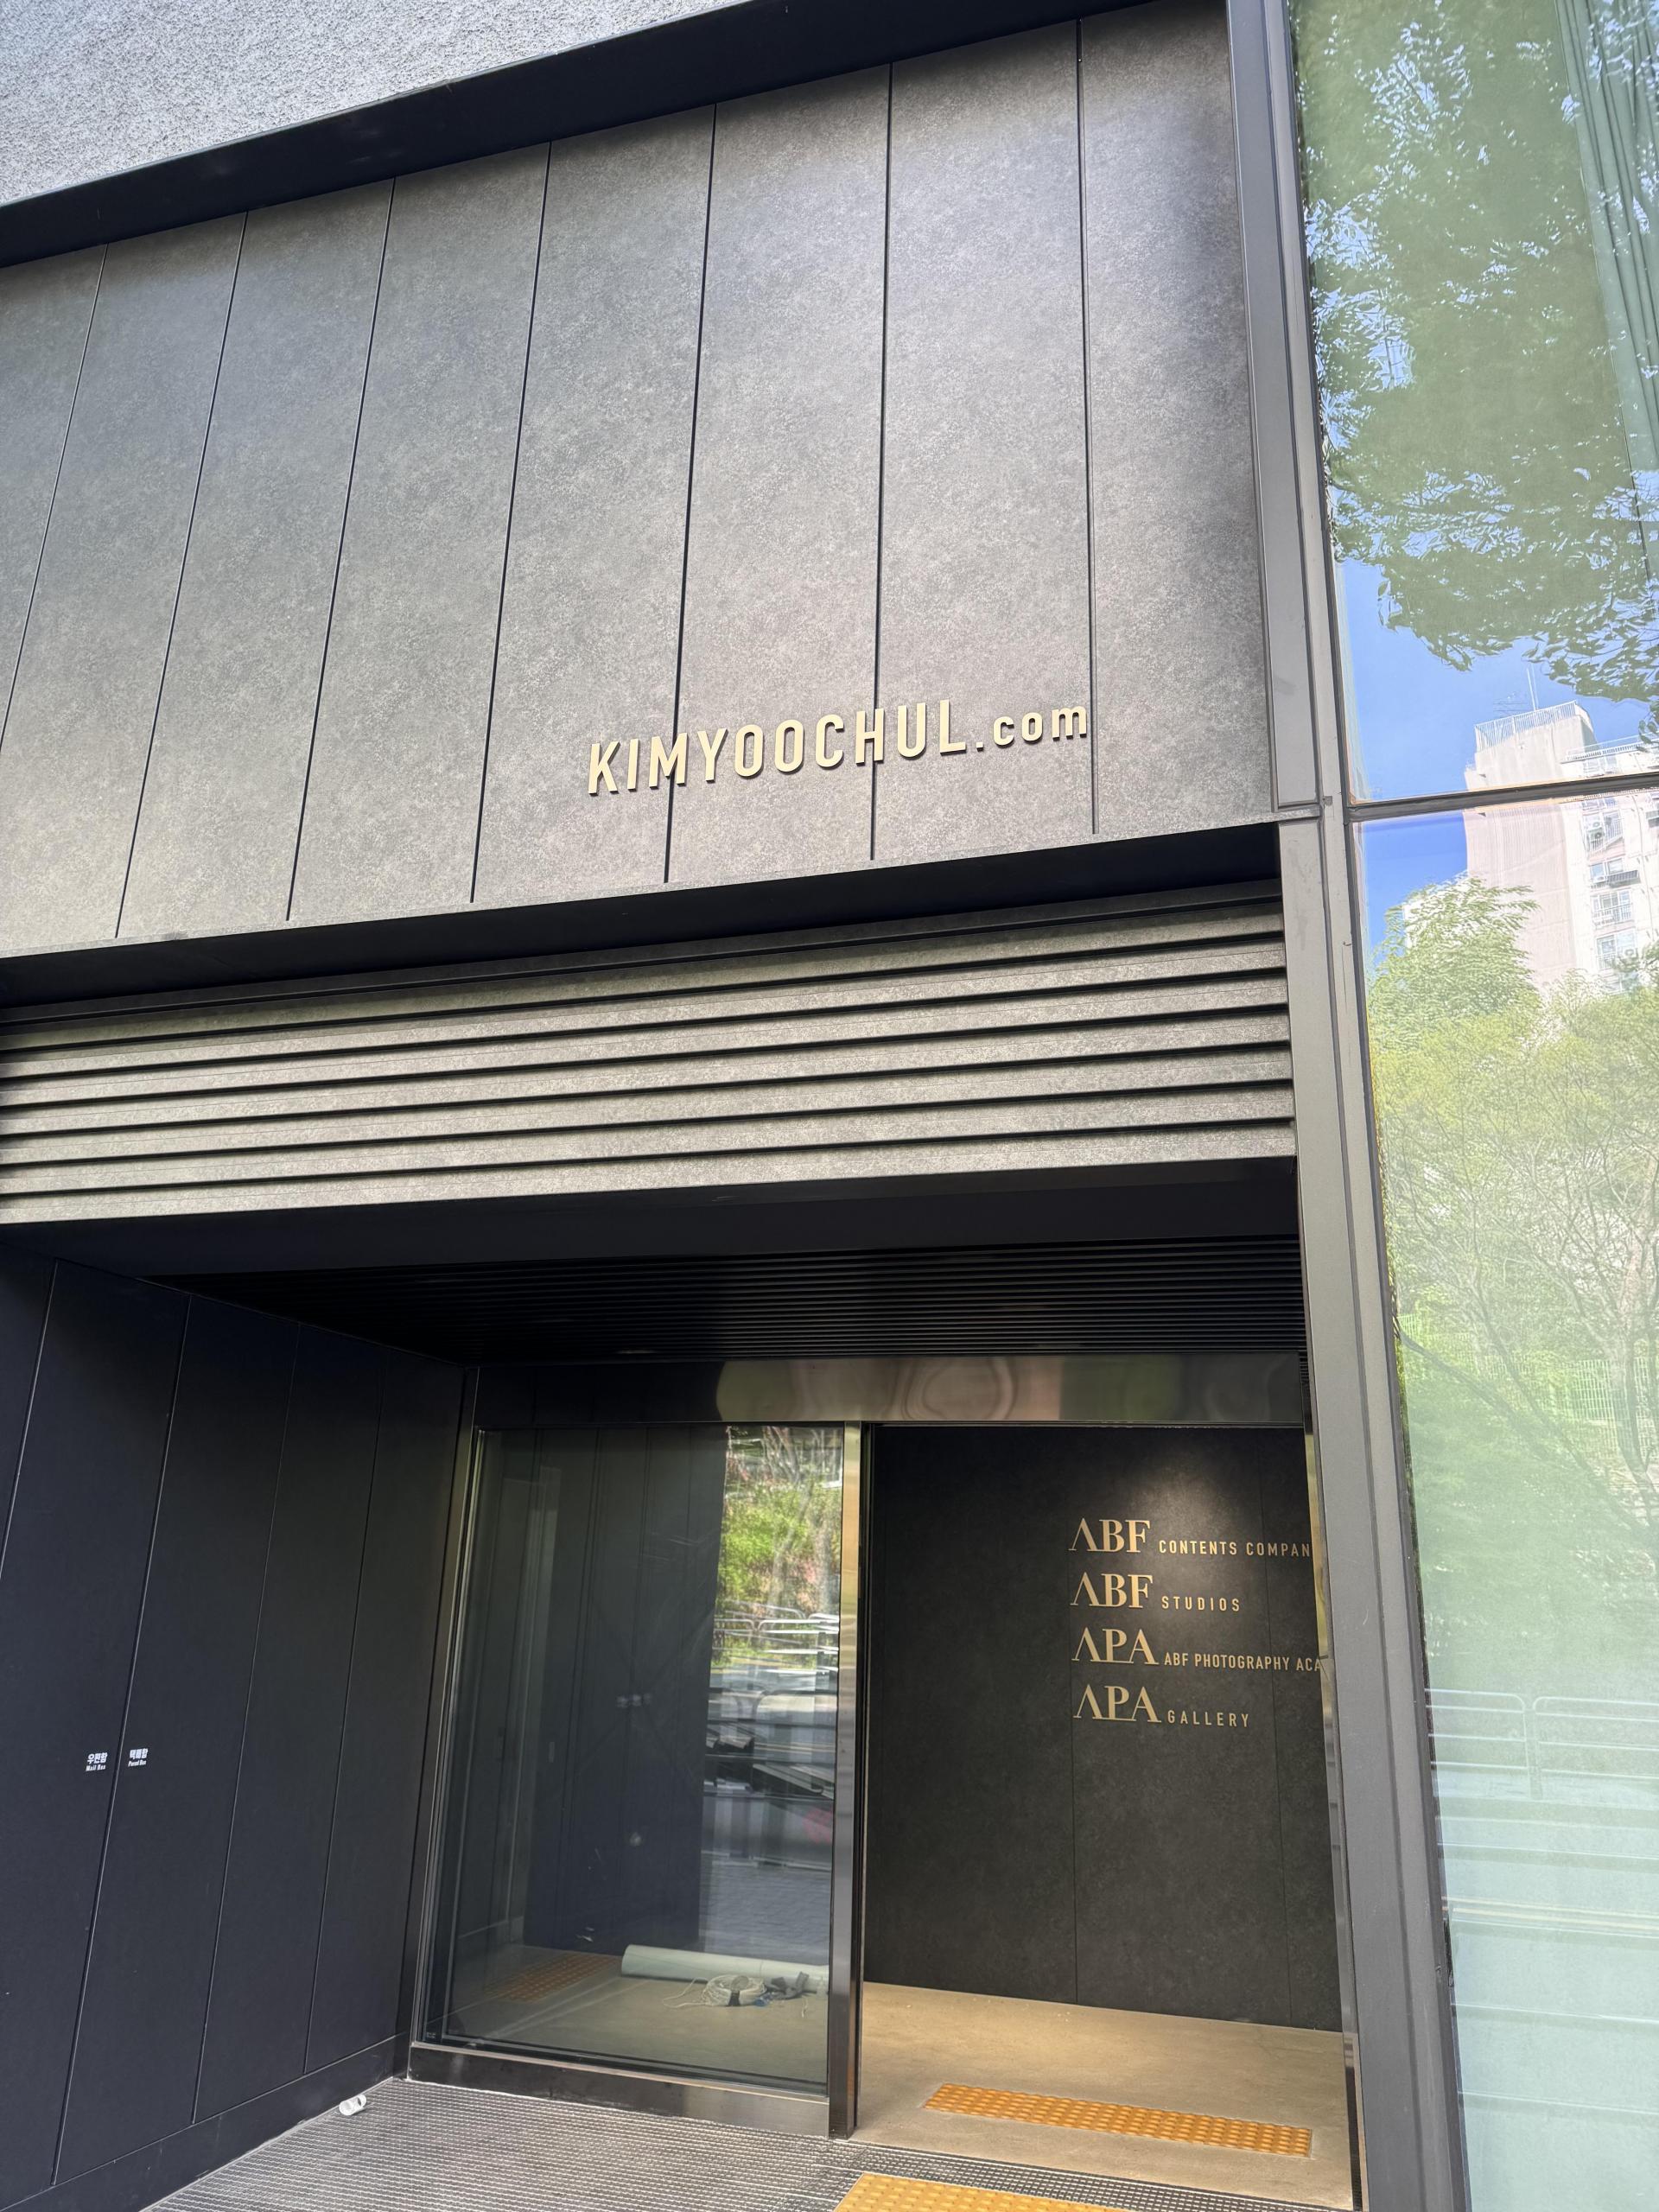 KIMYOOCHUL.com
ABF CONTENTS COMPAN
ABF STUDIOS
APA ABF PHOTOGRAPHY ACA
APA GALLERY
우편함 택배함
Mail Box Parcel Box